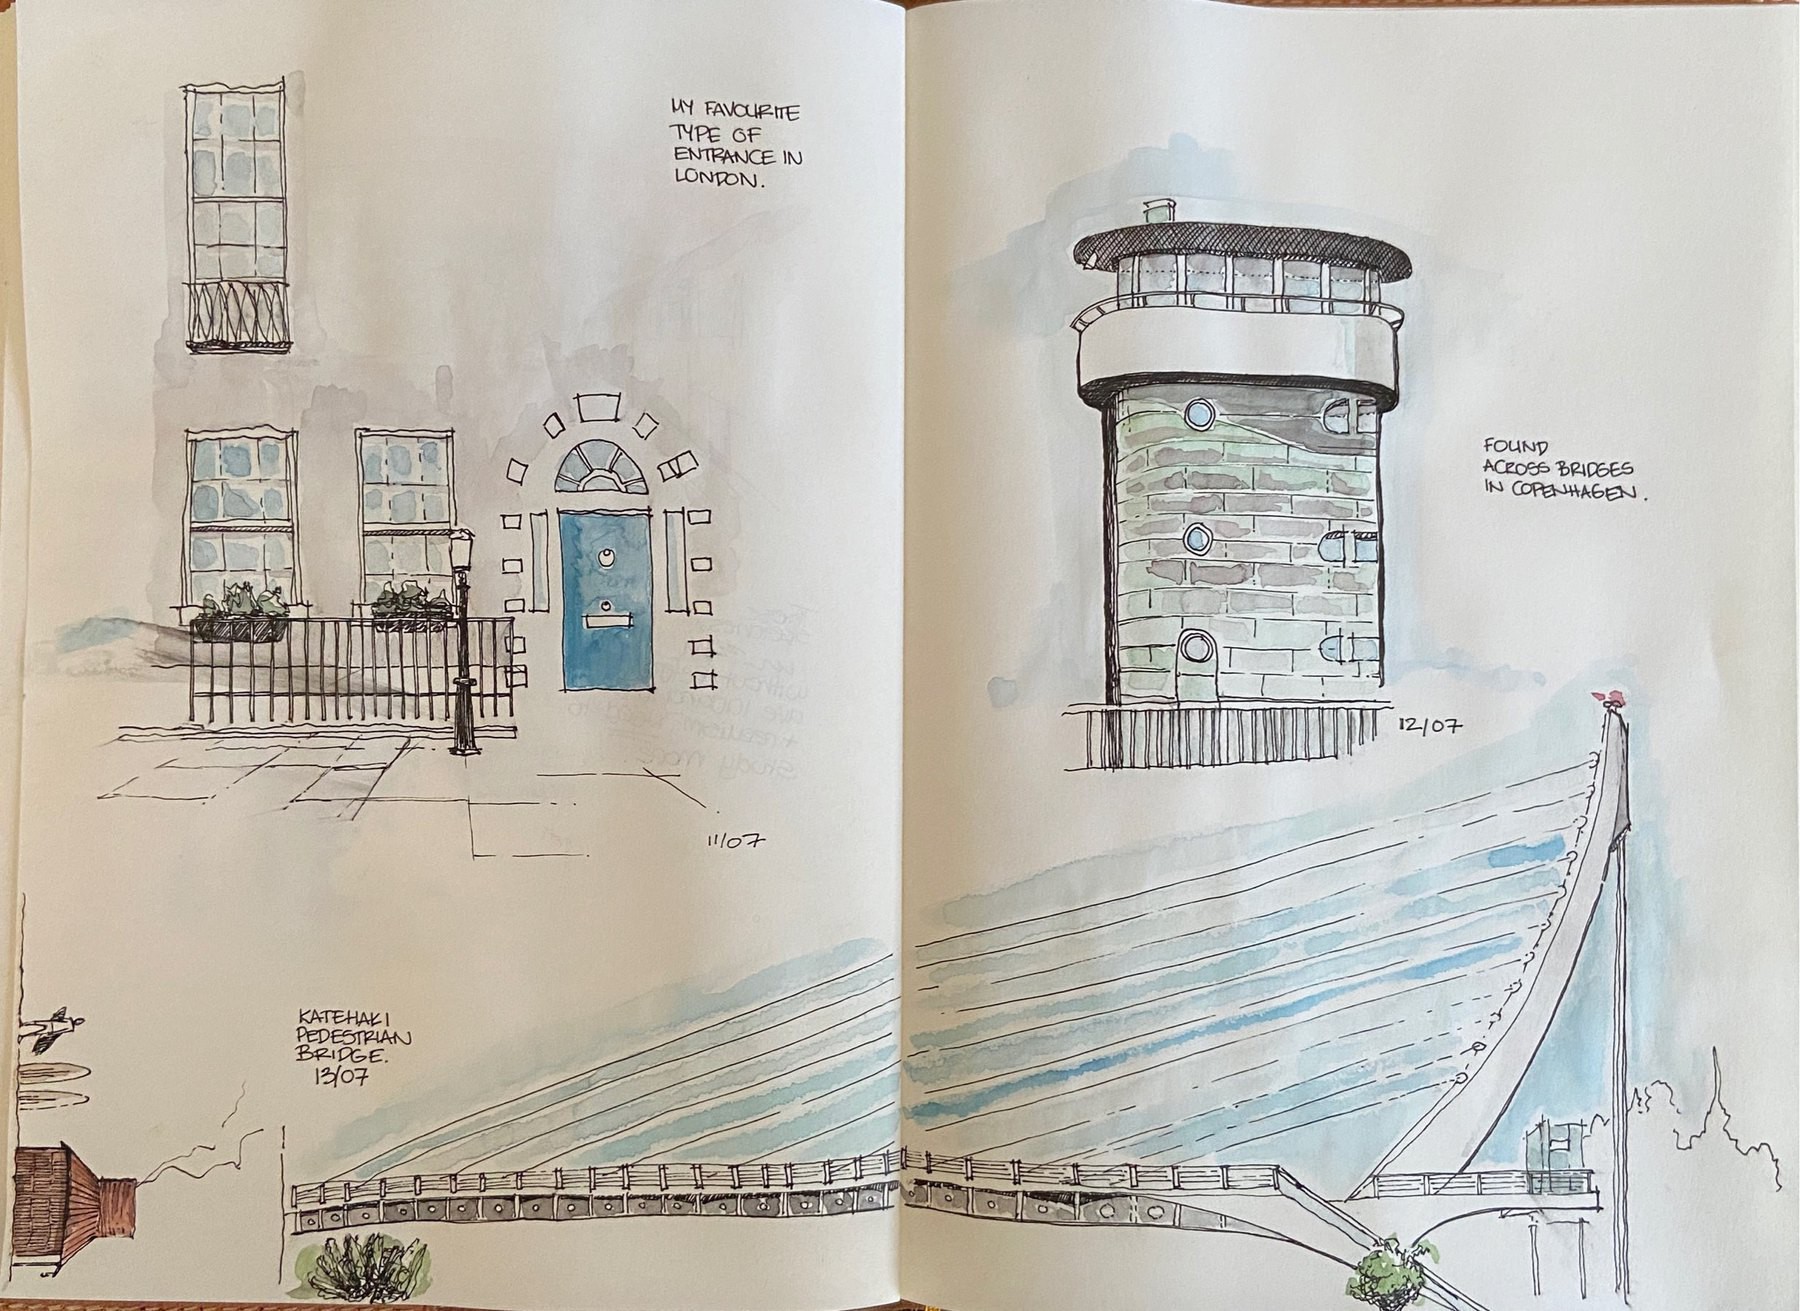 MY FAVOURITE
TYPE OF
ENTRANCE IN
LONDON.
11/07
KATEHAKI
PEDESTRIAN
BRIDGE.
13/07
FOUND
ACROSS BRIDGES
IN COPENHAGEN.
12/07